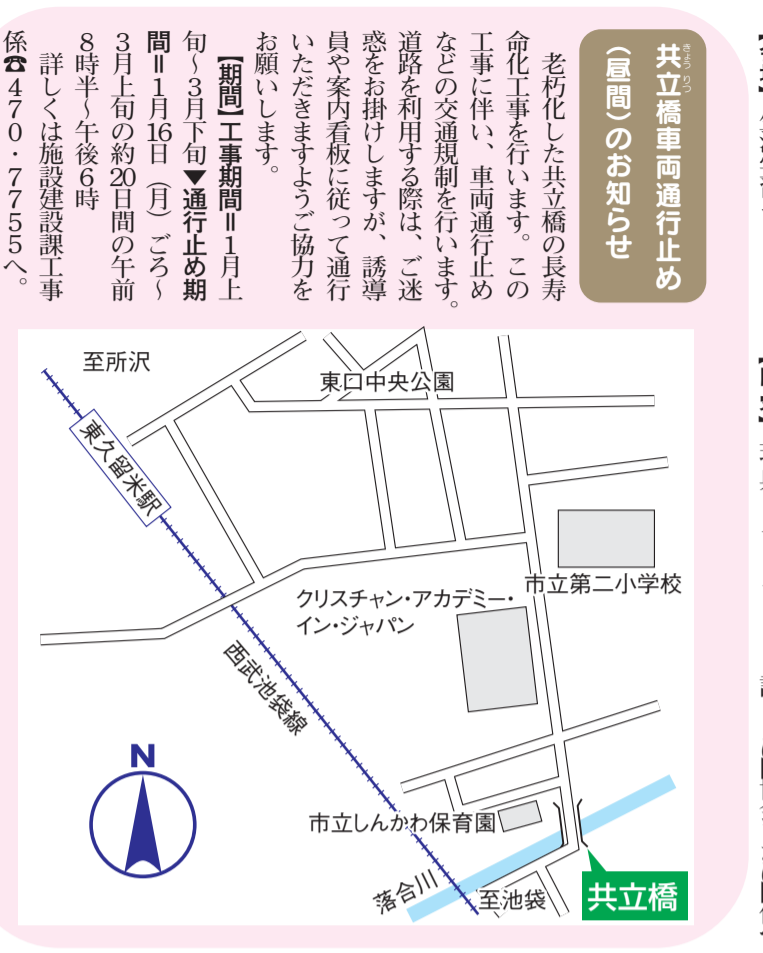 共立橋車両通行止め
きょう りつ
（昼間）のお知らせ
老朽化した共立橋の長寿
命化工事を行います。この
工事に伴い、車両通行止め
などの交通規制を行います。
道路を利用する際は、ご迷
惑をお掛けしますが、誘導
員や案内看板に従って通行
いただきますようご協力を
お願いします。
【期間】工事期間＝1月上
旬～3月下旬▼通行止め期
間＝1月16日（月）ごろ～
3月上旬の約20日間の午前
8時半～午後6時
詳しくは施設建設課工事
係☎470・7755へ。
至所沢
東口中央公園
東久留米駅
市立第二小学校
クリスチャン・アカデミー・
イン・ジャパン
西武池袋線
N
市立しんかわ保育園
落合川
至池袋
共立橋